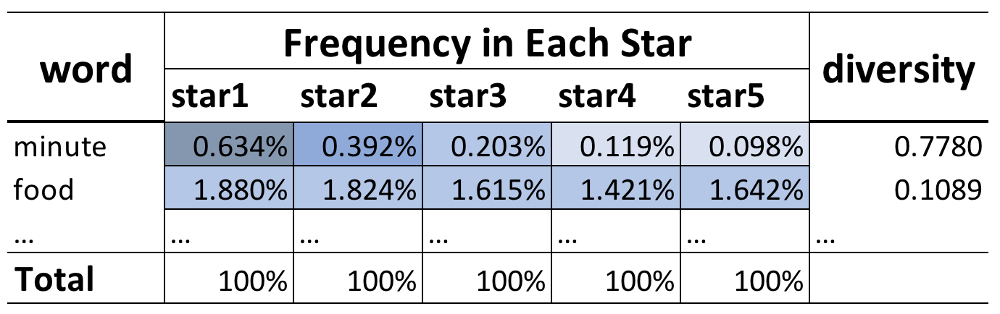 word Frequency in Each Star diversity
star1 star2 star3 star4 star5
minute 0.634% 0.392% 0.203% 0.119% 0.098% 0.7780
food 1.880% 1.824% 1.615% 1.421% 1.642% 0.1089
... ... ... ... ... ... ...
Total 100% 100% 100% 100% 100%